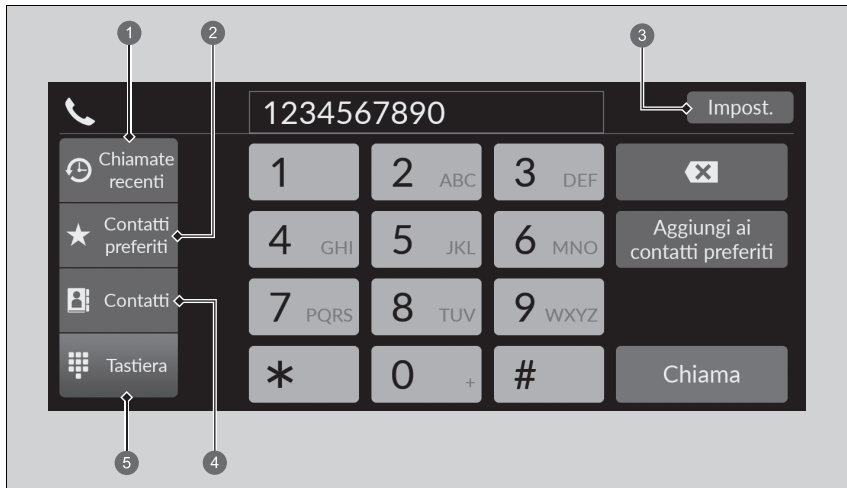 1
2
3
1234567890
Impost.
Chiamate
recenti
Contatti
preferiti
Contatti
Tastiera
1
2 ABC
3 DEF
4 GHI
5 JKL
6 MNO
7 PQRS
8 TUV
9 WXYZ
*
0 +
#
Aggiungi ai
contatti preferiti
Chiama
5
4